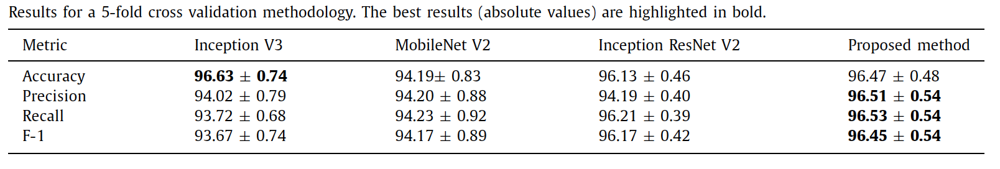 Results for a 5-fold cross validation methodology. The best results (absolute values) are highlighted in bold.
Metric Inception V3 MobileNet V2 Inception ResNet V2 Proposed method
Accuracy 96.63 ± 0.74 94.19± 0.83 96.13 ± 0.46 96.47 ± 0.48
Precision 94.02 ± 0.79 94.20 ± 0.88 94.19 ± 0.40 96.51 ± 0.54
Recall 93.72 ± 0.68 94.23 ± 0.92 96.21 ± 0.39 96.53 ± 0.54
F-1 93.67 ± 0.74 94.17 ± 0.89 96.17 ± 0.42 96.45 ± 0.54